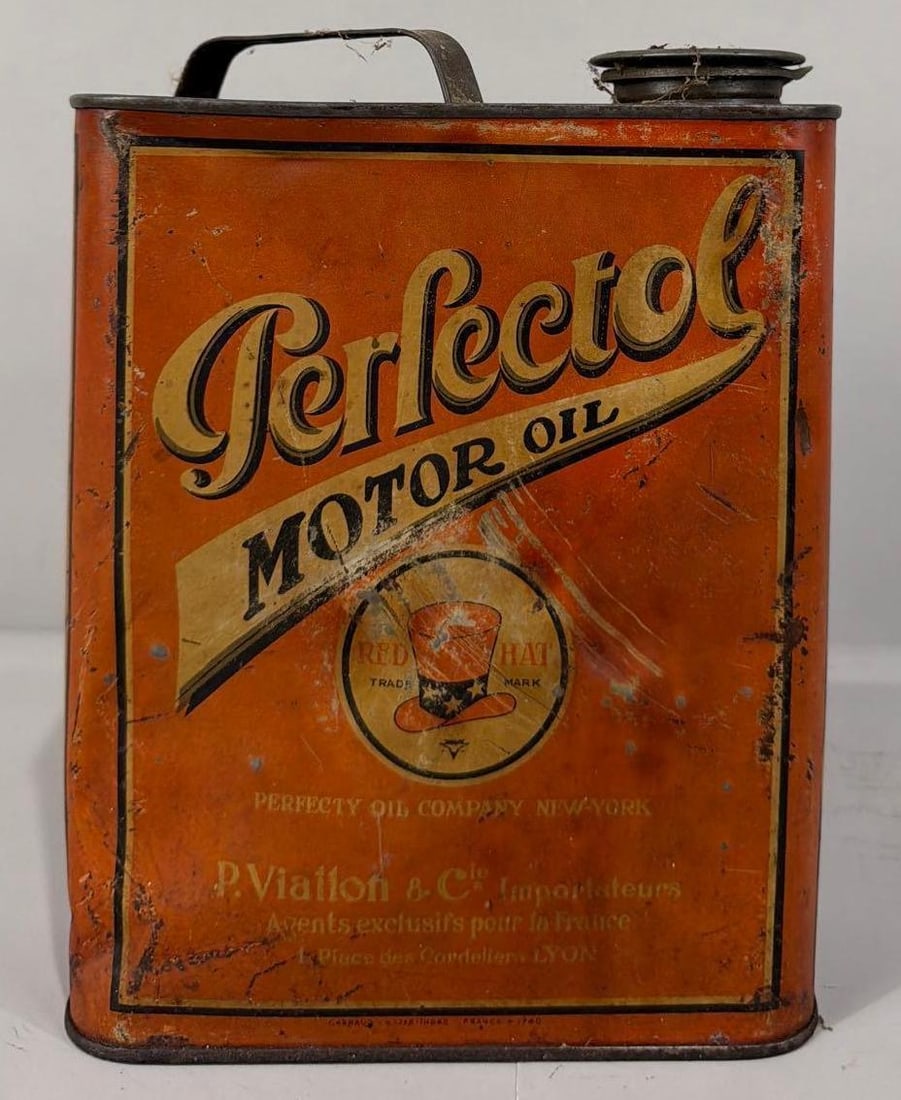 Perfectol
MOTOR OIL
RED HAT
TRADE MARK
PERFECTY OIL COMPANY NEW-YORK
P. Viallon & Cie Importateurs
Agents exclusifs pour la France
Place des Cordeliers LYON